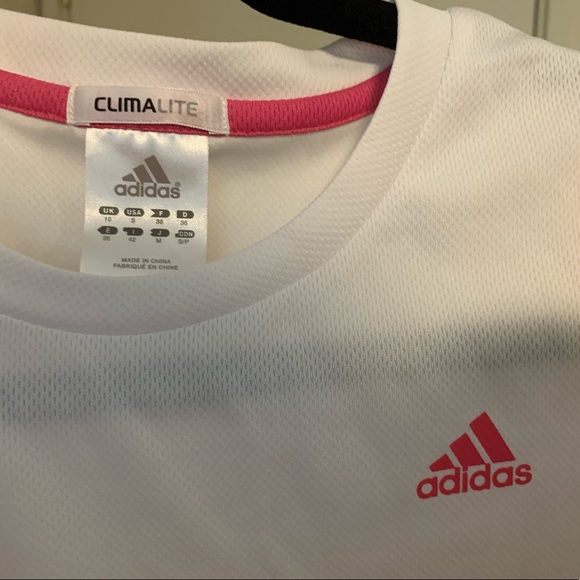 CLIMALITE
adidas®
UK USA F D
10 S 38 36
E I J CDN
36 42 M S/P
MADE IN CHINA
FABRIQUÉ EN CHINE
adidas